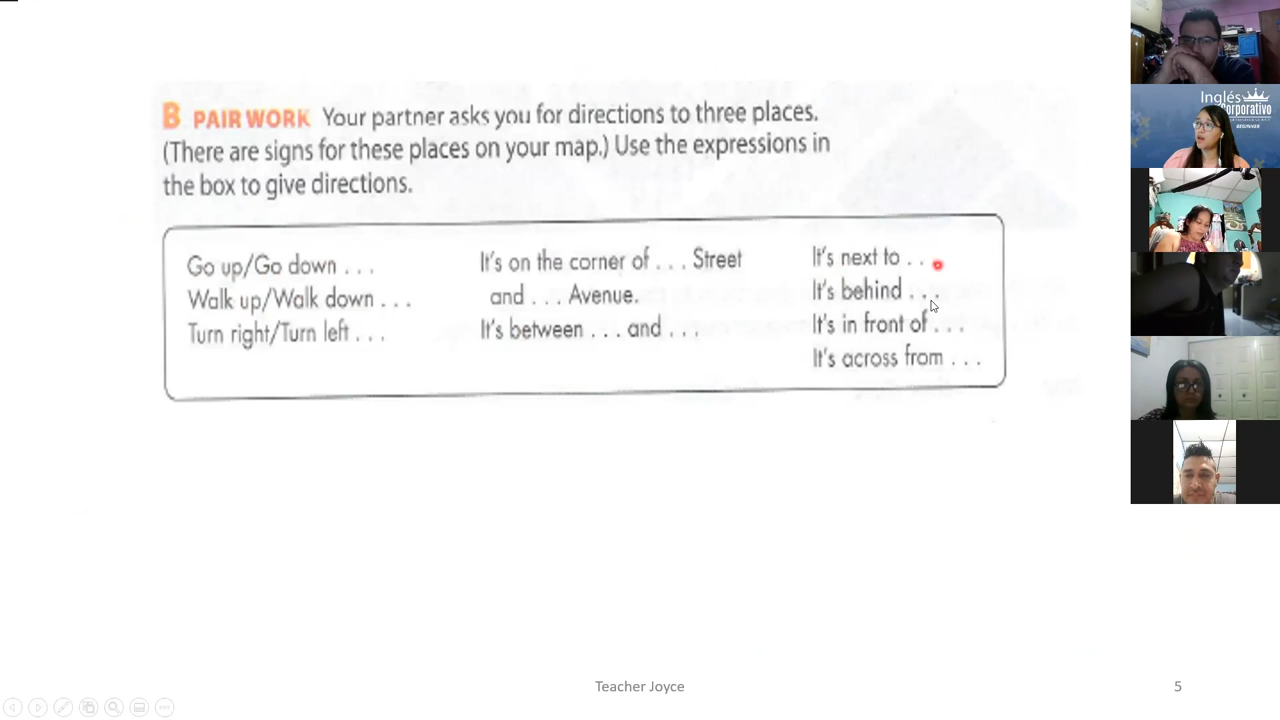 B PAIR WORK Your partner asks you for directions to three places.
(There are signs for these places on your map.) Use the expressions in
the box to give directions.
Go up/Go down . . .
Walk up/Walk down . . .
Turn right/Turn left . . .
It's on the corner of . . . Street
and . . . Avenue.
It's between . . . and . . .
It's next to . . .
It's behind . . .
It's in front of . . .
It's across from . . .
Inglés
Corporativo
BEGINNER
Teacher Joyce
5